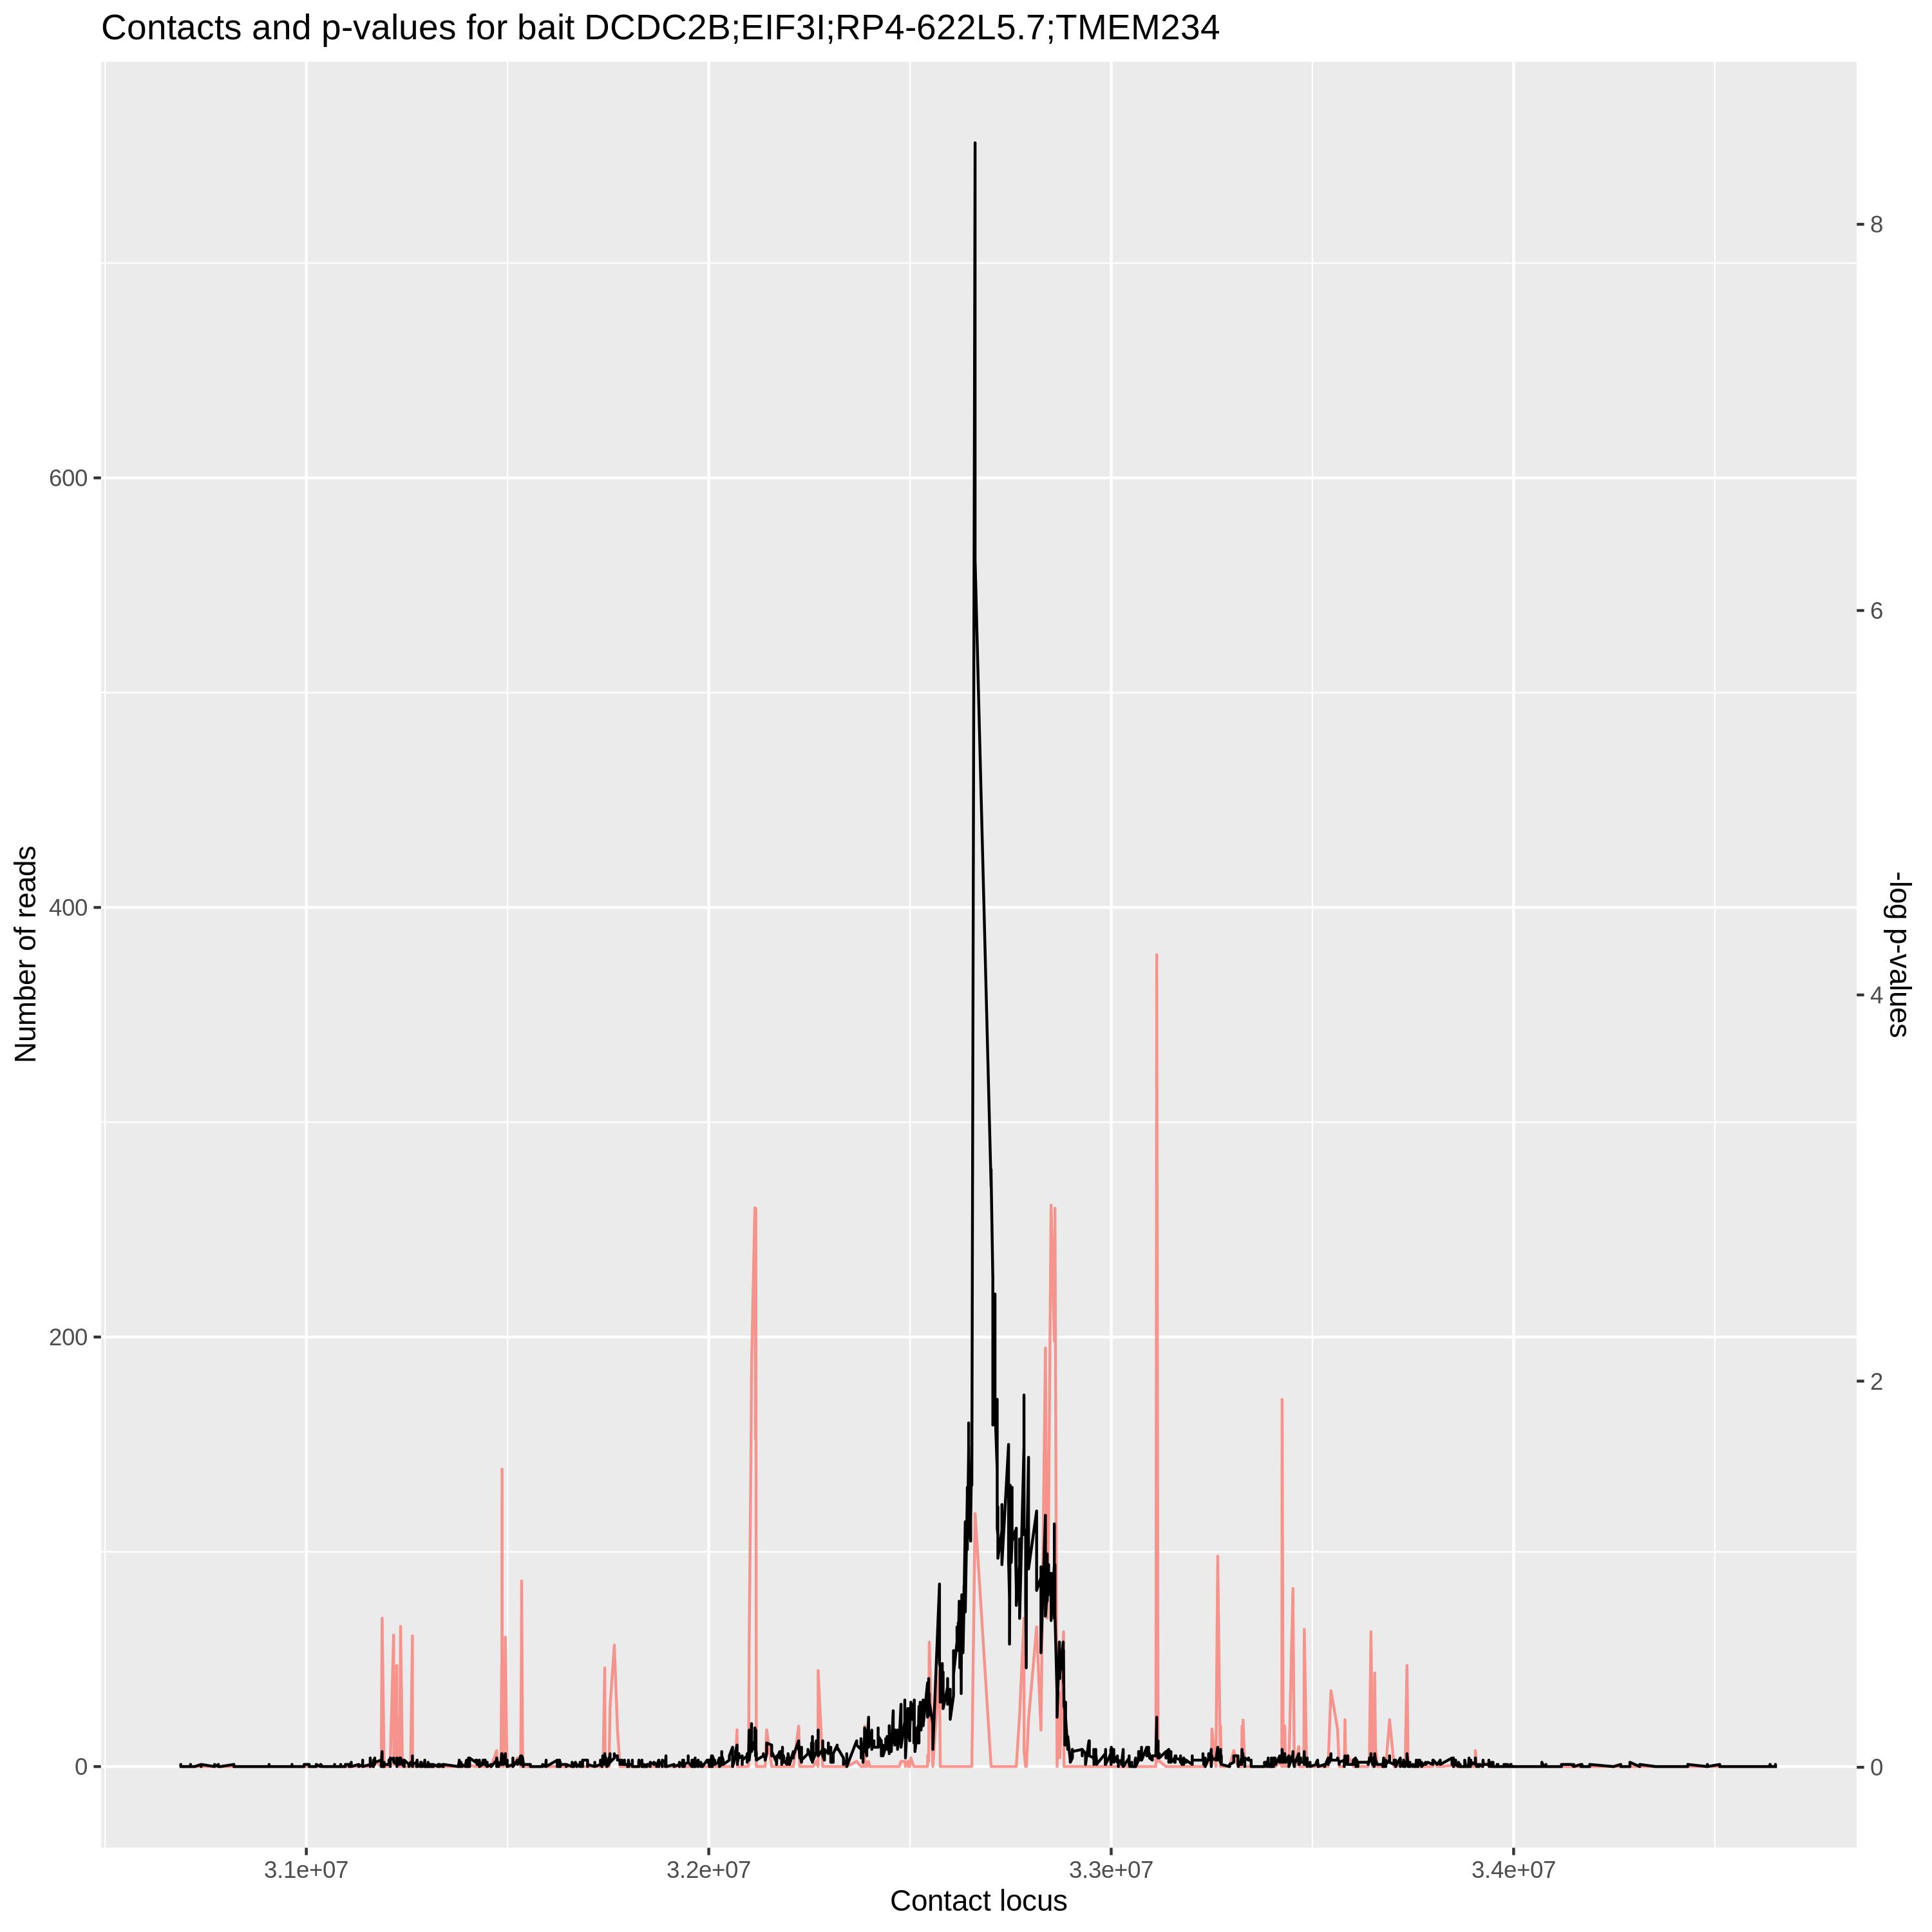 Contacts and p-values for bait DCDC2B;EIF3I;RP4-622L5.7;TMEM234
Number of reads
600
400
200
0
8
6
4
2
0
-log p-values
3.1e+07
3.2e+07
3.3e+07
3.4e+07
Contact locus